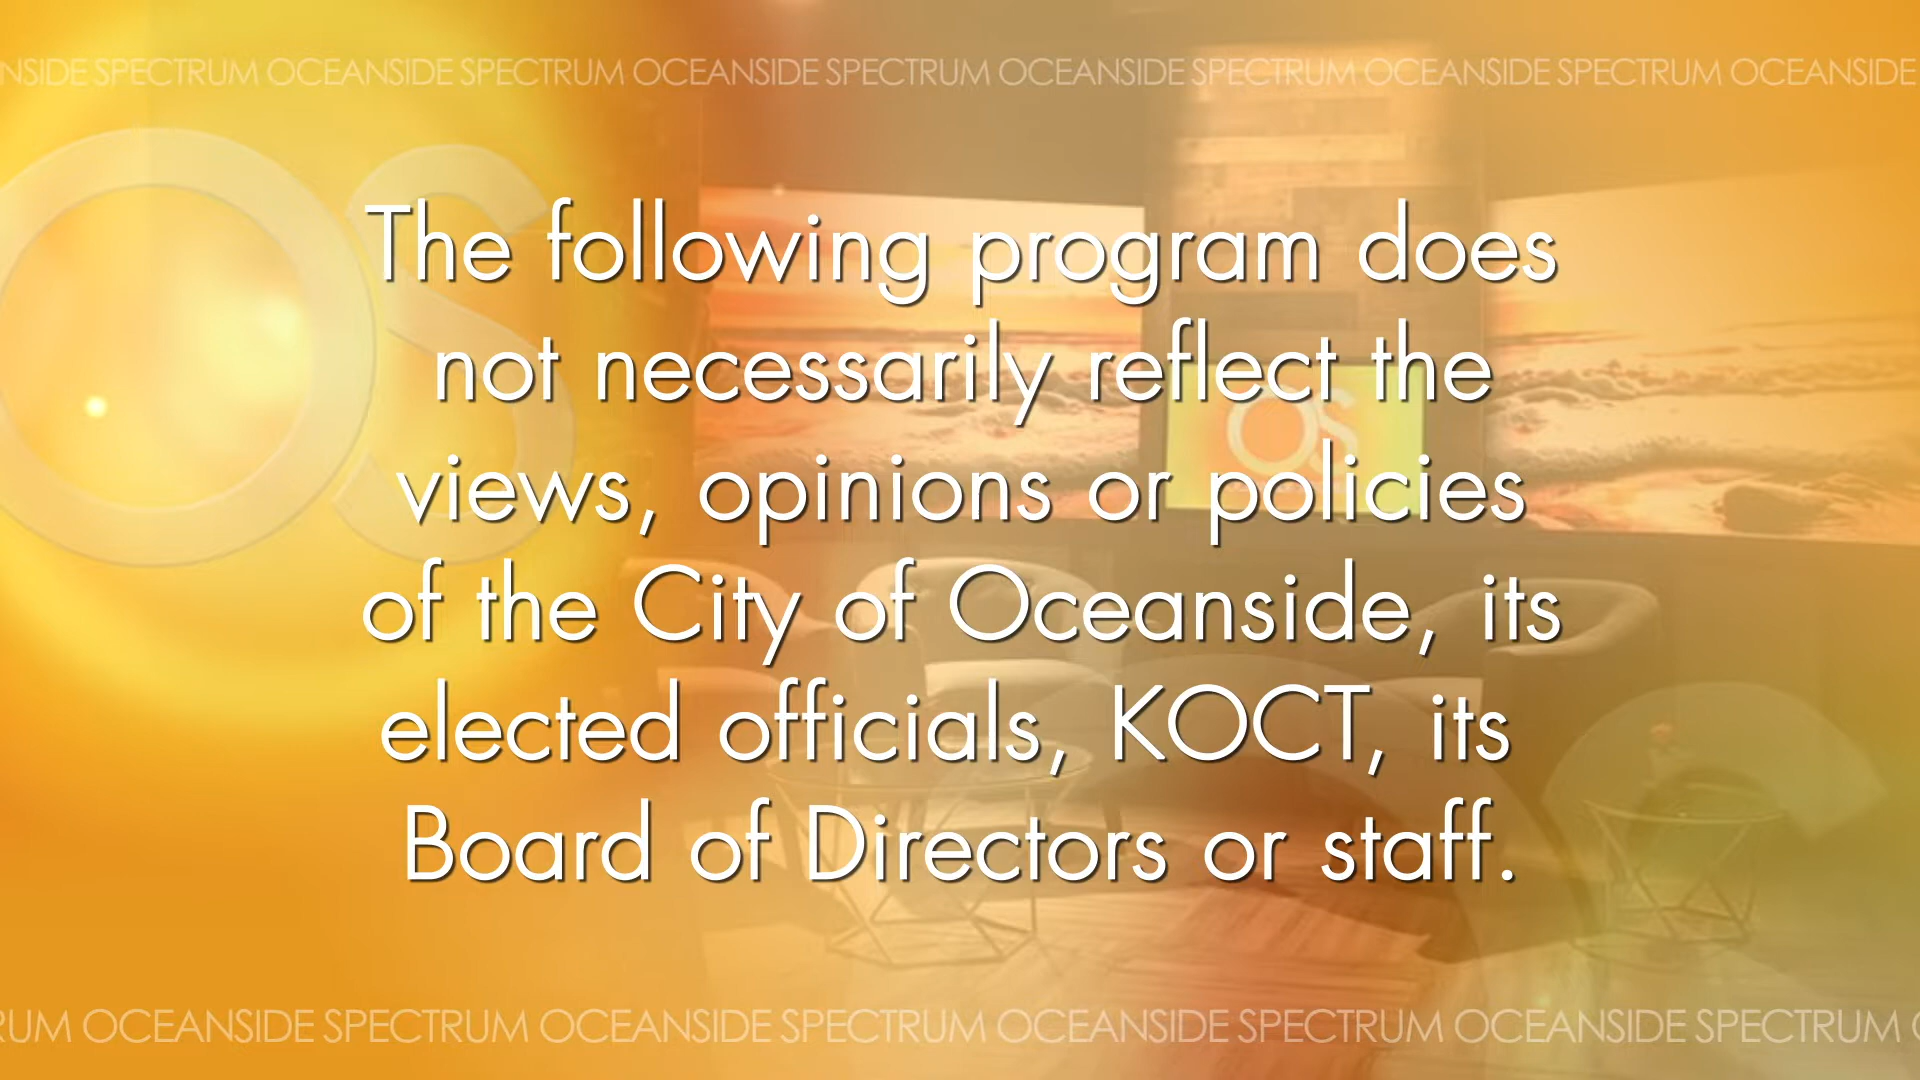 NSIDE SPECTRUM OCEANSIDE SPECTRUM OCEANSIDE SPECTRUM OCEANSIDE SPECTRUM OCEANSIDE SPECTRUM OCEANSIDE
OS
The following program does
not necessarily reflect the
OS
views, opinions or policies
of the City of Oceanside, its
elected officials, KOCT, its
Board of Directors or staff.
RUM OCEANSIDE SPECTRUM OCEANSIDE SPECTRUM OCEANSIDE SPECTRUM OCEANSIDE SPECTRUM O